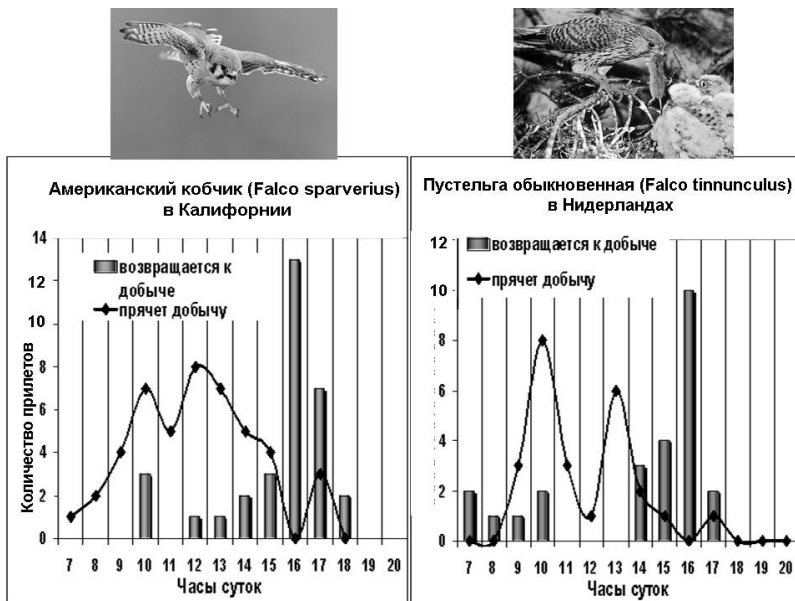 Американский кобчик (Falco sparverius)
в Калифорнии
14
12
10
8
6
4
2
0
Количество прилетов
возвращается к
добыче
прячет добычу
7 8 9 10 11 12 13 14 15 16 17 18 19 20
Часы суток
Пустельга обыкновенная (Falco tinnunculus)
в Нидерландах
12
10
8
6
4
2
0
возвращается к добыче
прячет добычу
7 8 9 10 11 12 13 14 15 16 17 18 19 20
Часы суток